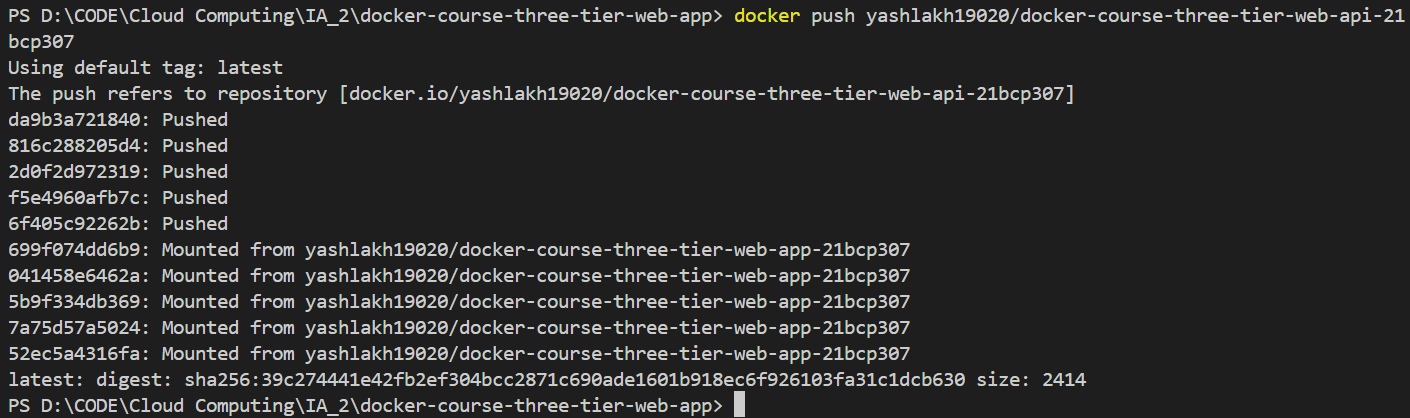 PS D:\CODE\Cloud Computing\IA_2\docker-course-three-tier-web-app> docker push yashlakh19020/docker-course-three-tier-web-api-21
bcp307
Using default tag: latest
The push refers to repository [docker.io/yashlakh19020/docker-course-three-tier-web-api-21bcp307]
da9b3a721840: Pushed
816c288205d4: Pushed
2d0f2d972319: Pushed
f5e4960afb7c: Pushed
6f405c92262b: Pushed
699f074dd6b9: Mounted from yashlakh19020/docker-course-three-tier-web-app-21bcp307
041458e6462a: Mounted from yashlakh19020/docker-course-three-tier-web-app-21bcp307
5b9f334db369: Mounted from yashlakh19020/docker-course-three-tier-web-app-21bcp307
7a75d57a5024: Mounted from yashlakh19020/docker-course-three-tier-web-app-21bcp307
52ec5a4316fa: Mounted from yashlakh19020/docker-course-three-tier-web-app-21bcp307
latest: digest: sha256:39c274441e42fb2ef304bcc2871c690ade1601b918ec6f926103fa31c1dcb630 size: 2414
PS D:\CODE\Cloud Computing\IA_2\docker-course-three-tier-web-app>